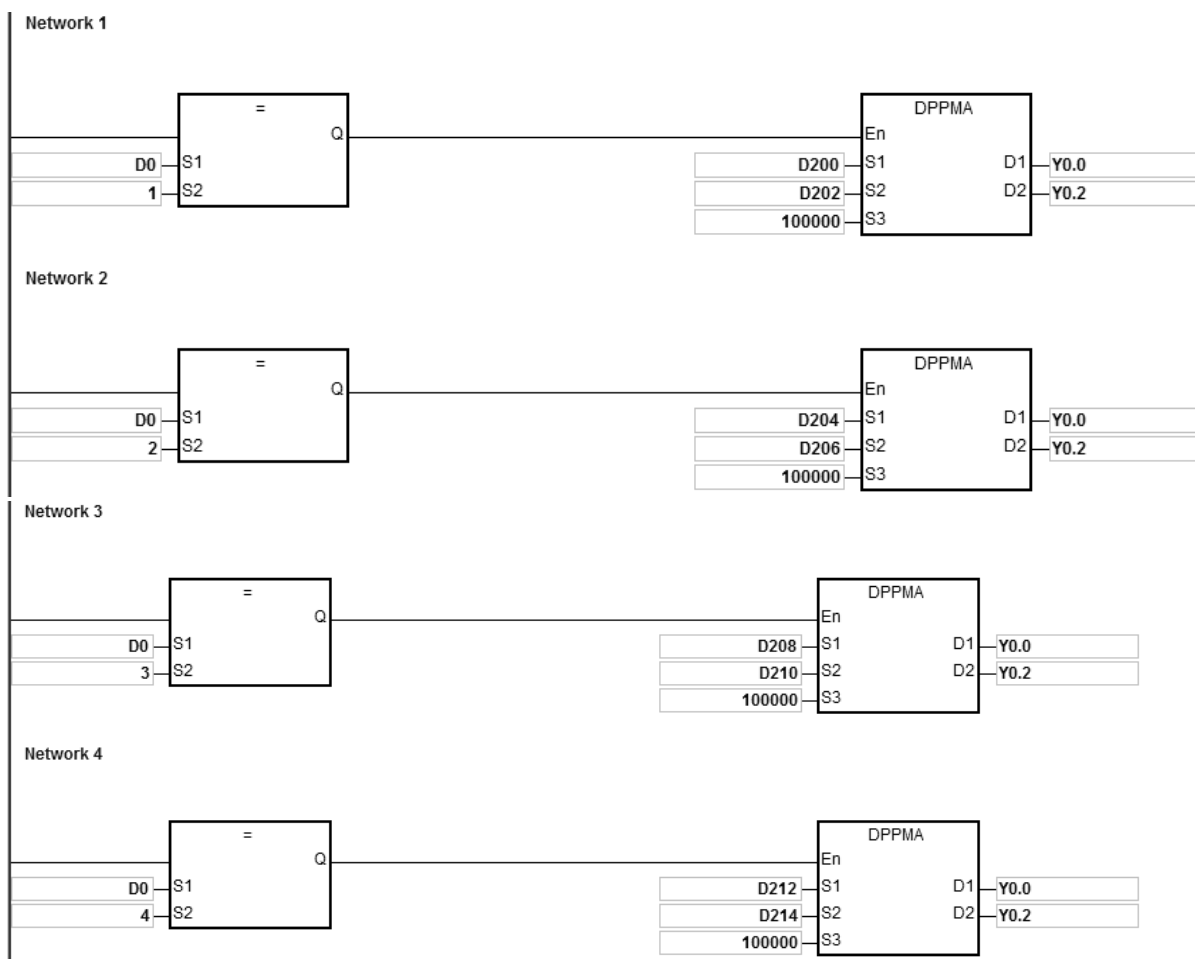 Network 1
= DPPMA
Q En
D0 S1 D200 S1 D1 Y0.0
1 S2 D202 S2 D2 Y0.2
100000 S3
Network 2
= DPPMA
Q En
D0 S1 D204 S1 D1 Y0.0
2 S2 D206 S2 D2 Y0.2
100000 S3
Network 3
= DPPMA
Q En
D0 S1 D208 S1 D1 Y0.0
3 S2 D210 S2 D2 Y0.2
100000 S3
Network 4
= DPPMA
Q En
D0 S1 D212 S1 D1 Y0.0
4 S2 D214 S2 D2 Y0.2
100000 S3